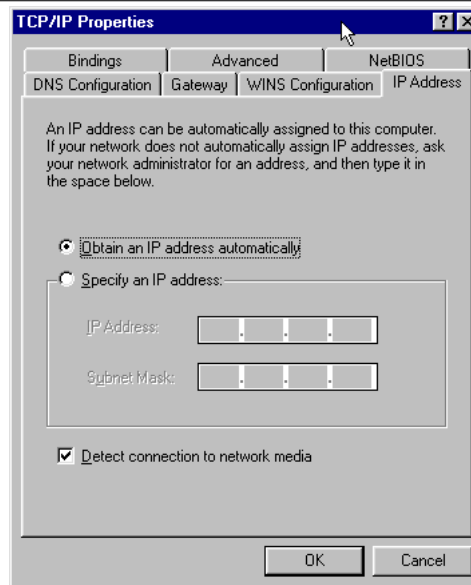 TCP/IP Properties
Bindings Advanced NetBIOS
DNS Configuration Gateway WINS Configuration IP Address
An IP address can be automatically assigned to this computer.
If your network does not automatically assign IP addresses, ask
your network administrator for an address, and then type it in
the space below.
Obtain an IP address automatically
Specify an IP address:
IP Address:
Subnet Mask:
Detect connection to network media
OK Cancel